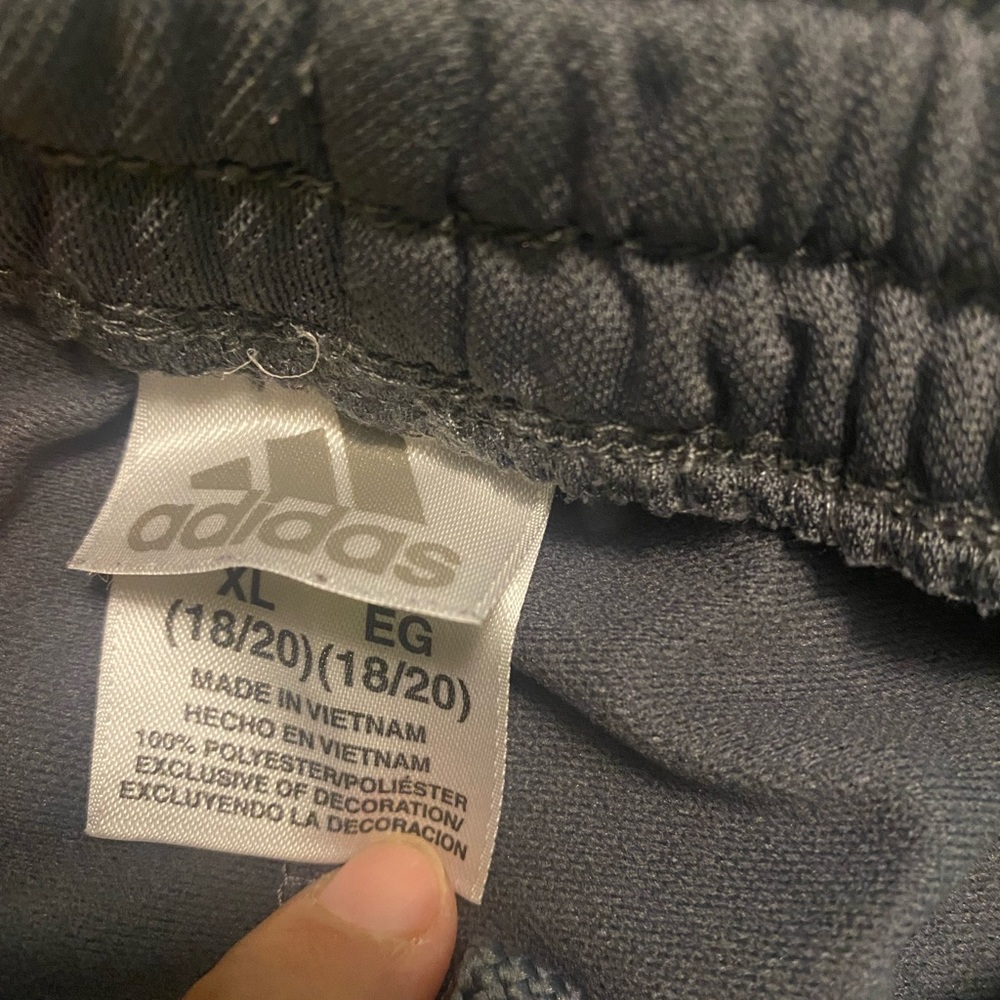 adidas
XL EG
(18/20)(18/20)
MADE IN VIETNAM
HECHO EN VIETNAM
100% POLYESTER/POLIÉSTER
EXCLUSIVE OF DECORATION/
EXCLUYENDO LA DECORACION